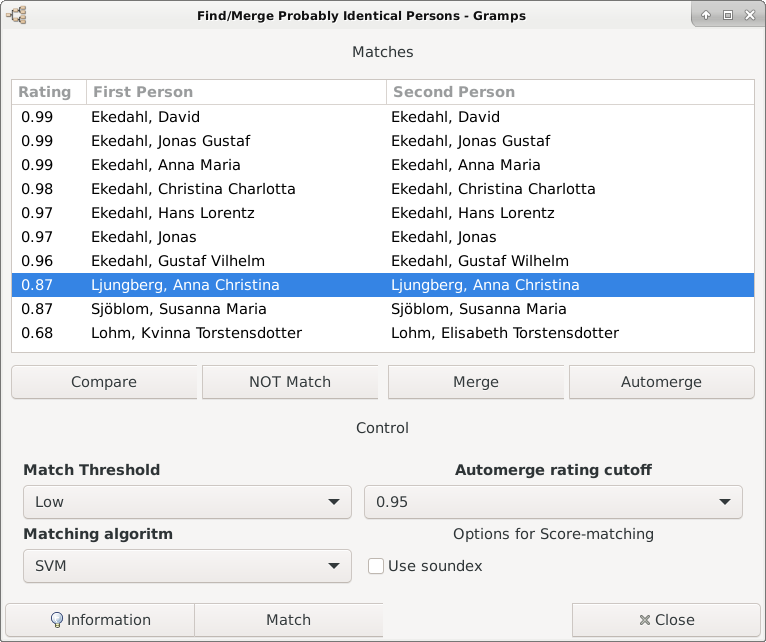 Find/Merge Probably Identical Persons - Gramps
Matches
Rating First Person Second Person
0.99 Ekedahl, David Ekedahl, David
0.99 Ekedahl, Jonas Gustaf Ekedahl, Jonas Gustaf
0.99 Ekedahl, Anna Maria Ekedahl, Anna Maria
0.98 Ekedahl, Christina Charlotta Ekedahl, Christina Charlotta
0.97 Ekedahl, Hans Lorentz Ekedahl, Hans Lorentz
0.97 Ekedahl, Jonas Ekedahl, Jonas
0.96 Ekedahl, Gustaf Vilhelm Ekedahl, Gustaf Wilhelm
0.87 Ljungberg, Anna Christina Ljungberg, Anna Christina
0.87 Sjöblom, Susanna Maria Sjöblom, Susanna Maria
0.68 Lohm, Kvinna Torstensdotter Lohm, Elisabeth Torstensdotter
Compare NOT Match Merge Automerge
Control
Match Threshold Automerge rating cutoff
Low 0.95
Matching algoritm Options for Score-matching
SVM Use soundex
Information Match Close